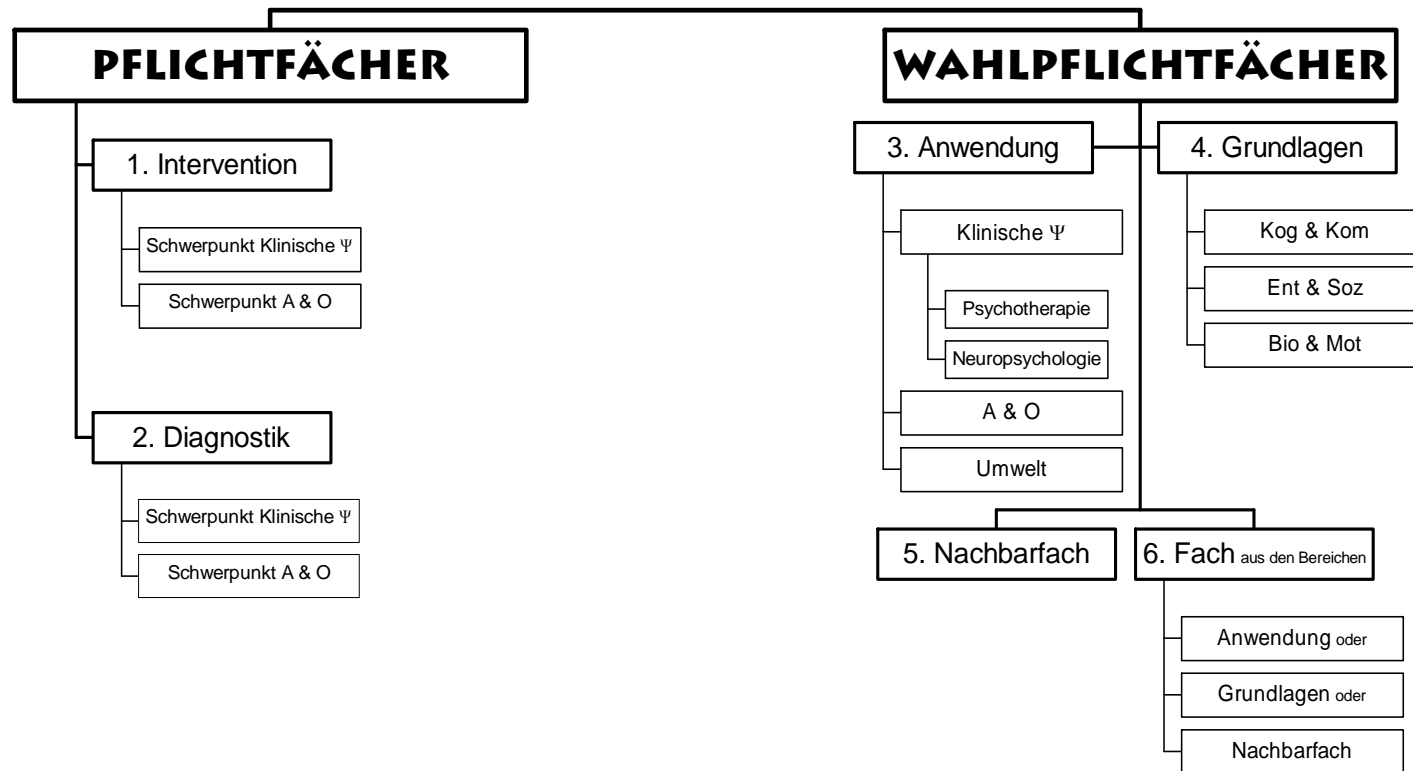 PFLICHTFÄCHER
1. Intervention
Schwerpunkt Klinische Ψ
Schwerpunkt A & O
2. Diagnostik
Schwerpunkt Klinische Ψ
Schwerpunkt A & O
WAHLPFLICHTFÄCHER
3. Anwendung
Klinische Ψ
Psychotherapie
Neuropsychologie
A & O
Umwelt
4. Grundlagen
Kog & Kom
Ent & Soz
Bio & Mot
5. Nachbarfach
6. Fach aus den Bereichen
Anwendung oder
Grundlagen oder
Nachbarfach